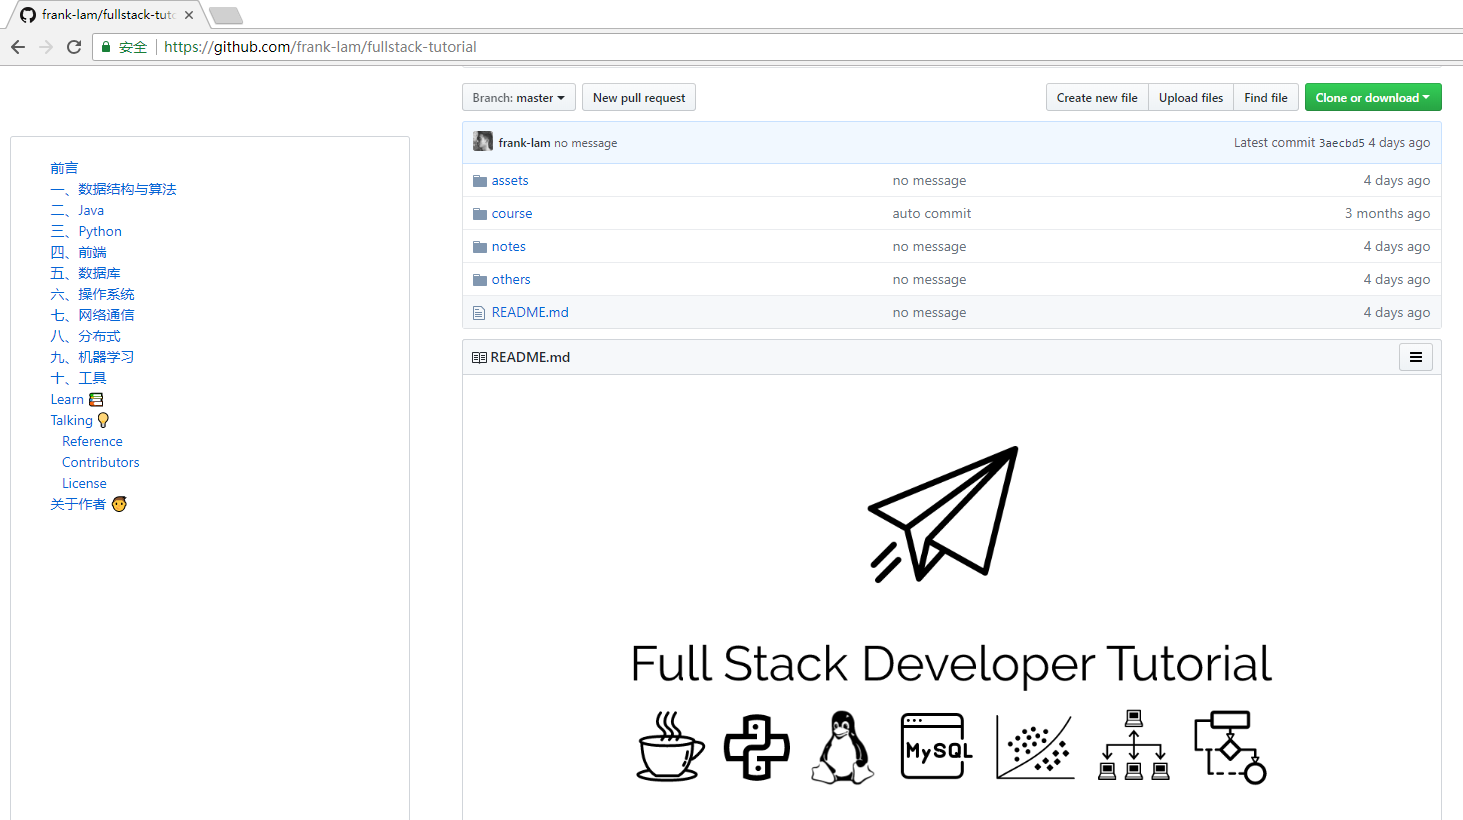 frank-lam/fullstack-tuto
安全 https://github.com/frank-lam/fullstack-tutorial
Branch: master New pull request Create new file Upload files Find file Clone or download
frank-lam no message Latest commit 3aecbd5 4 days ago
assets no message 4 days ago
course auto commit 3 months ago
notes no message 4 days ago
others no message 4 days ago
README.md no message 4 days ago
README.md
前言
一、数据结构与算法
二、Java
三、Python
四、前端
五、数据库
六、操作系统
七、网络通信
八、分布式
九、机器学习
十、工具
Learn 📚
Talking 💡
Reference
Contributors
License
关于作者 👨
Full Stack Developer Tutorial
MySQL